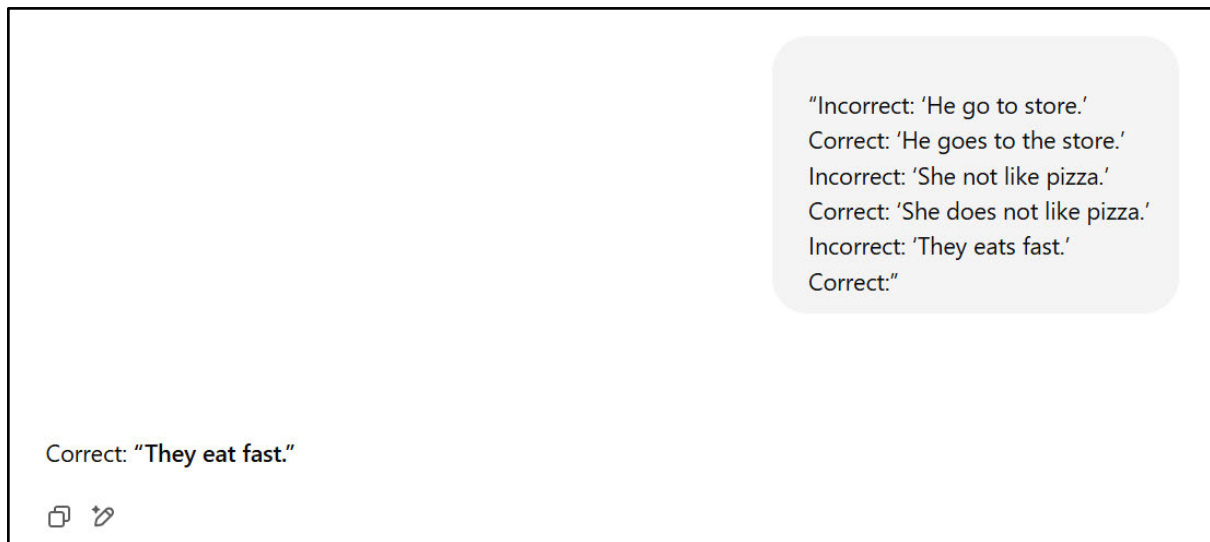 “Incorrect: ‘He go to store.’
Correct: ‘He goes to the store.’
Incorrect: ‘She not like pizza.’
Correct: ‘She does not like pizza.’
Incorrect: ‘They eats fast.’
Correct:”
Correct: “They eat fast.”